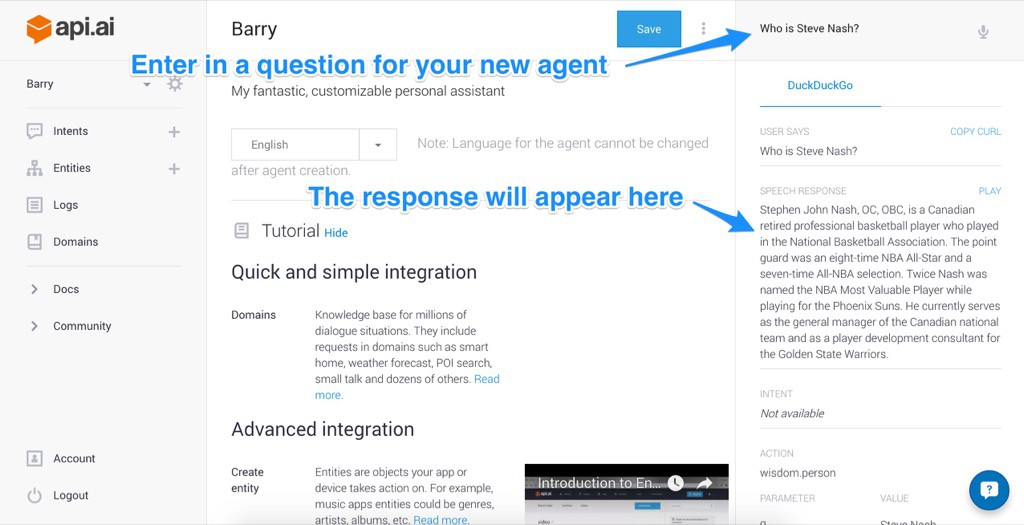 api.ai
Barry
Save
Who is Steve Nash?
Enter in a question for your new agent
Barry
My fantastic, customizable personal assistant
DuckDuckGo
Intents
Entities
Logs
Domains
Docs
Community
Account
Logout
English
Note: Language for the agent cannot be changed
after agent creation.
The response will appear here
Tutorial Hide
Quick and simple integration
Domains
Knowledge base for millions of
dialogue situations. They include
requests in domains such as smart
home, weather forecast, POI search,
small talk and dozens of others. Read
more.
Advanced integration
Create
entity
Entities are objects your app or
device takes action on. For example,
music apps entities could be genres,
artists, albums, etc. Read more.
Introduction to En...
api.ai
video /
USER SAYS
COPY CURL
Who is Steve Nash?
SPEECH RESPONSE
PLAY
Stephen John Nash, OC, OBC, is a Canadian
retired professional basketball player who played
in the National Basketball Association. The point
guard was an eight-time NBA All-Star and a
seven-time All-NBA selection. Twice Nash was
named the NBA Most Valuable Player while
playing for the Phoenix Suns. He currently serves
as the general manager of the Canadian national
team and as a player development consultant for
the Golden State Warriors.
INTENT
Not available
ACTION
wisdom.person
PARAMETER
VALUE
q
Steve Nash